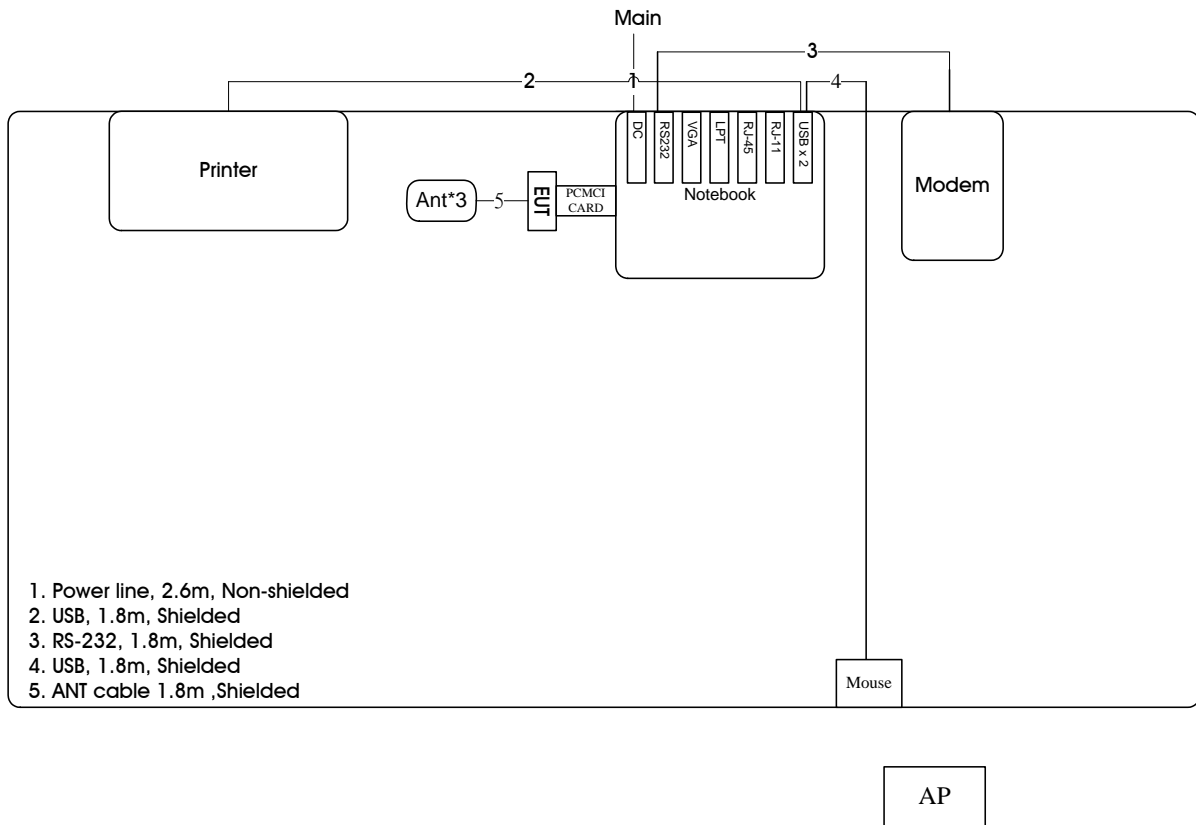 Main
3
2
1
4
DC
RS232
VGA
LPT
RJ-45
RJ-11
USB x 2
Printer
Notebook
Modem
Ant*3
5
EUT
PCMCI
CARD
1. Power line, 2.6m, Non-shielded
2. USB, 1.8m, Shielded
3. RS-232, 1.8m, Shielded
4. USB, 1.8m, Shielded
5. ANT cable 1.8m ,Shielded
Mouse
AP